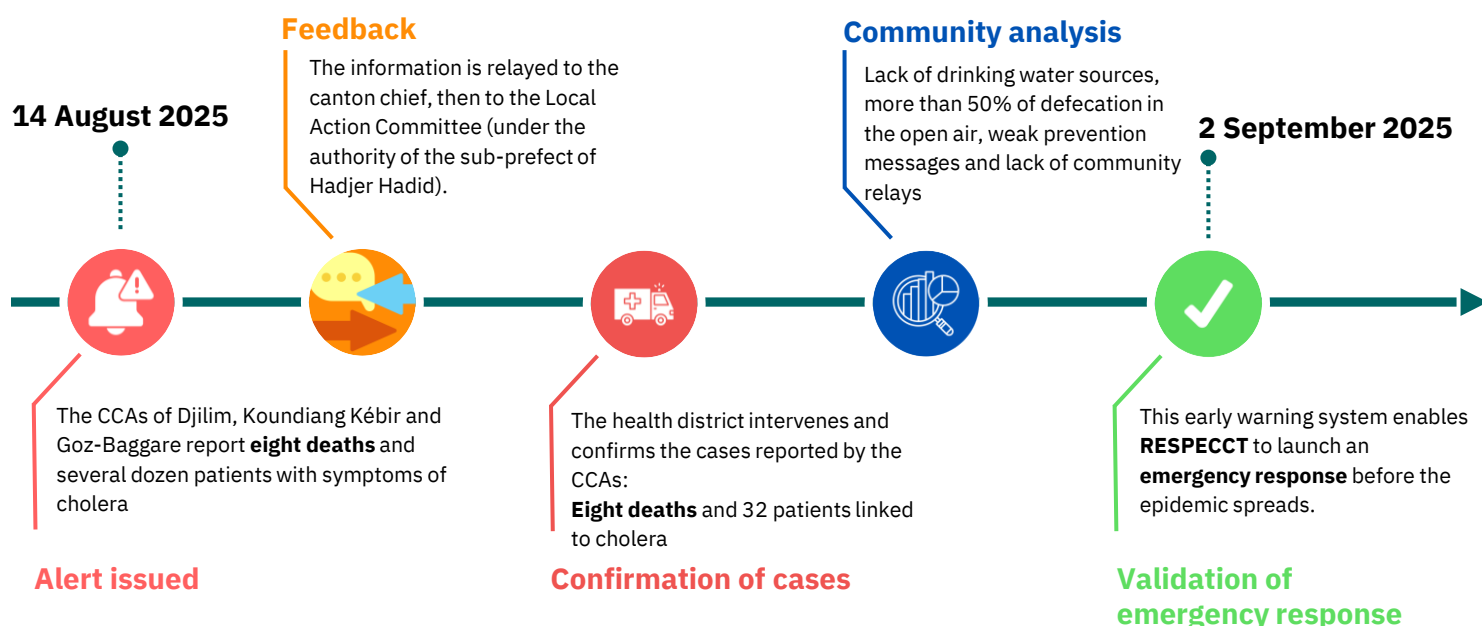 14 August 2025
Feedback
The information is relayed to the
canton chief, then to the Local
Action Committee (under the
authority of the sub-prefect of
Hadjer Hadid).
Community analysis
Lack of drinking water sources,
more than 50% of defecation in
the open air, weak prevention
messages and lack of community
relays
2 September 2025
The CCAs of Djilim, Koundiang Kébir and
Goz-Baggare report eight deaths and
several dozen patients with symptoms of
cholera
Alert issued
The health district intervenes and
confirms the cases reported by the
CCAs:
Eight deaths and 32 patients linked
to cholera
Confirmation of cases
This early warning system enables
RESPECCT to launch an
emergency response before the
epidemic spreads.
Validation of
emergency response